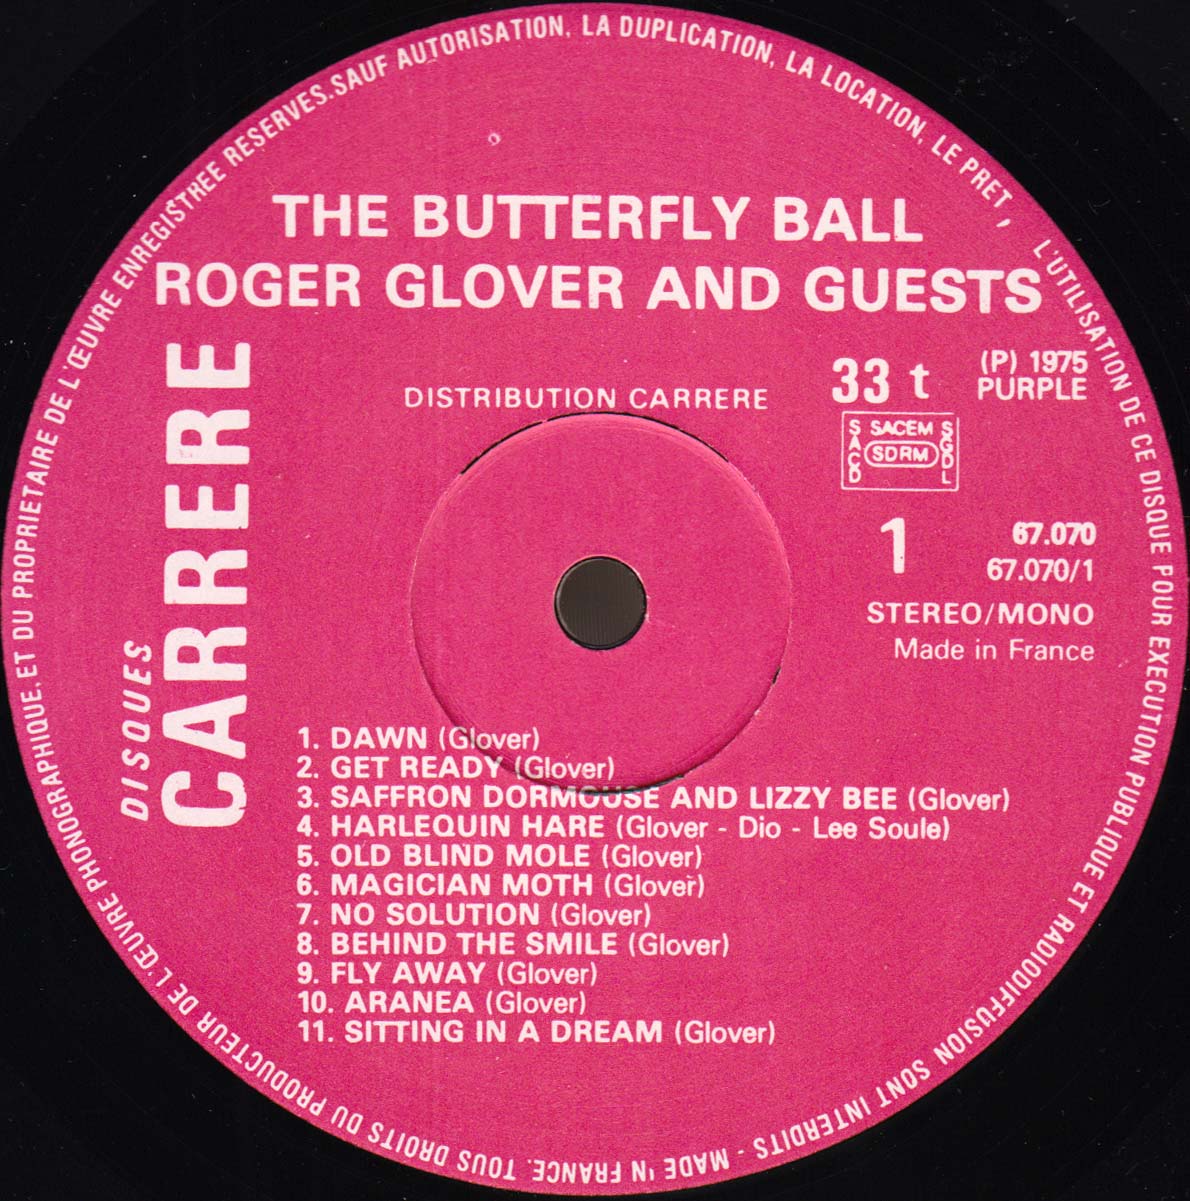 THE BUTTERFLY BALL
ROGER GLOVER AND GUESTS
DISTRIBUTION CARRERE
33 t
(P) 1975
PURPLE
SACD
SACEM
SDRM
SGDL
1
67.070
67.070/1
STEREO/MONO
Made in France
DISQUES
CARRERE
1. DAWN (Glover)
2. GET READY (Glover)
3. SAFFRON DORMOUSE AND LIZZY BEE (Glover)
4. HARLEQUIN HARE (Glover - Dio - Lee Soule)
5. OLD BLIND MOLE (Glover)
6. MAGICIAN MOTH (Glover)
7. NO SOLUTION (Glover)
8. BEHIND THE SMILE (Glover)
9. FLY AWAY (Glover)
10. ARANEA (Glover)
11. SITTING IN A DREAM (Glover)
TOUS DROITS DU PRODUCTEUR DE L'ŒUVRE PHONOGRAPHIQUE, ET DU PROPRIETAIRE DE L'ŒUVRE ENREGISTREE RESERVES.SAUF AUTORISATION, LA DUPLICATION, LA LOCATION, LE PRET, L'UTILISATION DE CE DISQUE POUR EXECUTION PUBLIQUE ET RADIODIFFUSION SONT INTERDITS - MADE 'N FRANCE.